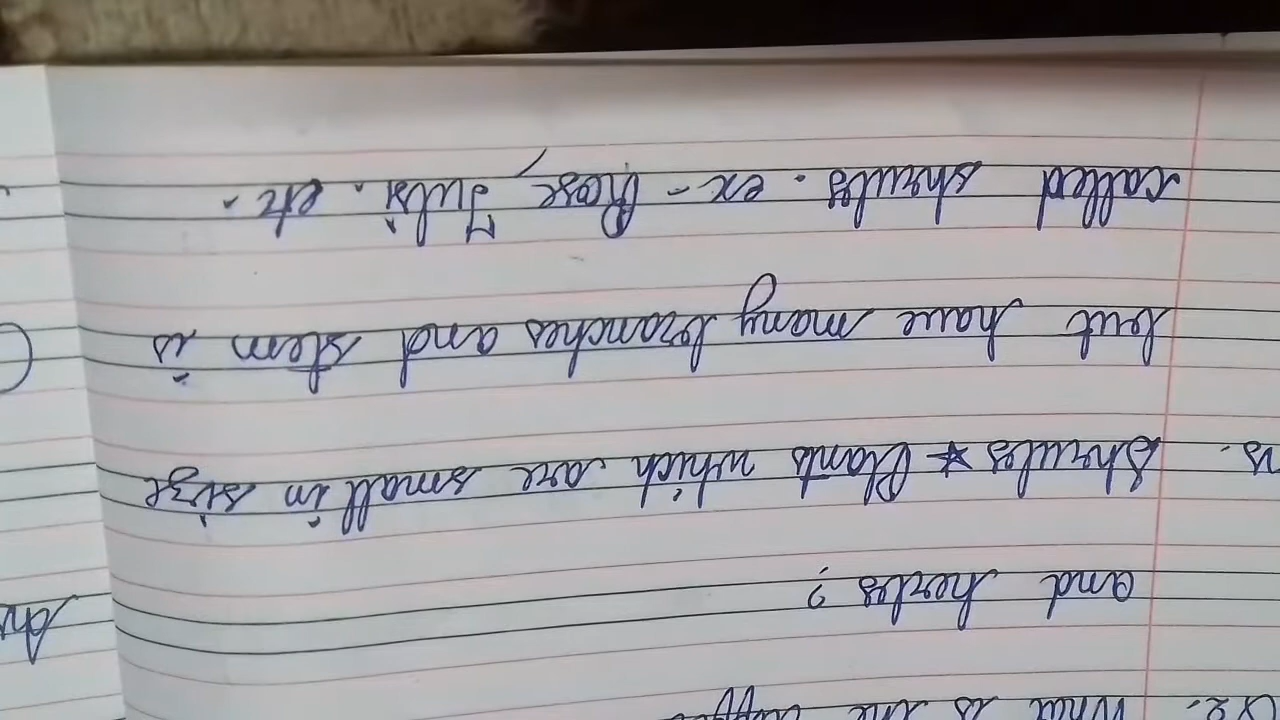 Q2. What is the
and herbs ?
Shrubs * Plants which are small in size
but have many branches and stem is
called shrubs. ex - Rose, Tulsi. etc.